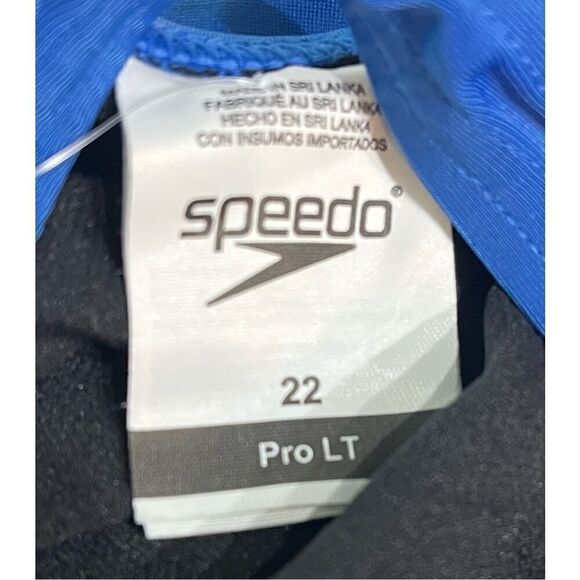 MADE IN SRI LANKA
FABRIQUÉ AU SRI LANKA
HECHO EN SRI LANKA
CON INSUMOS IMPORTADOS
speedo®
22
Pro LT